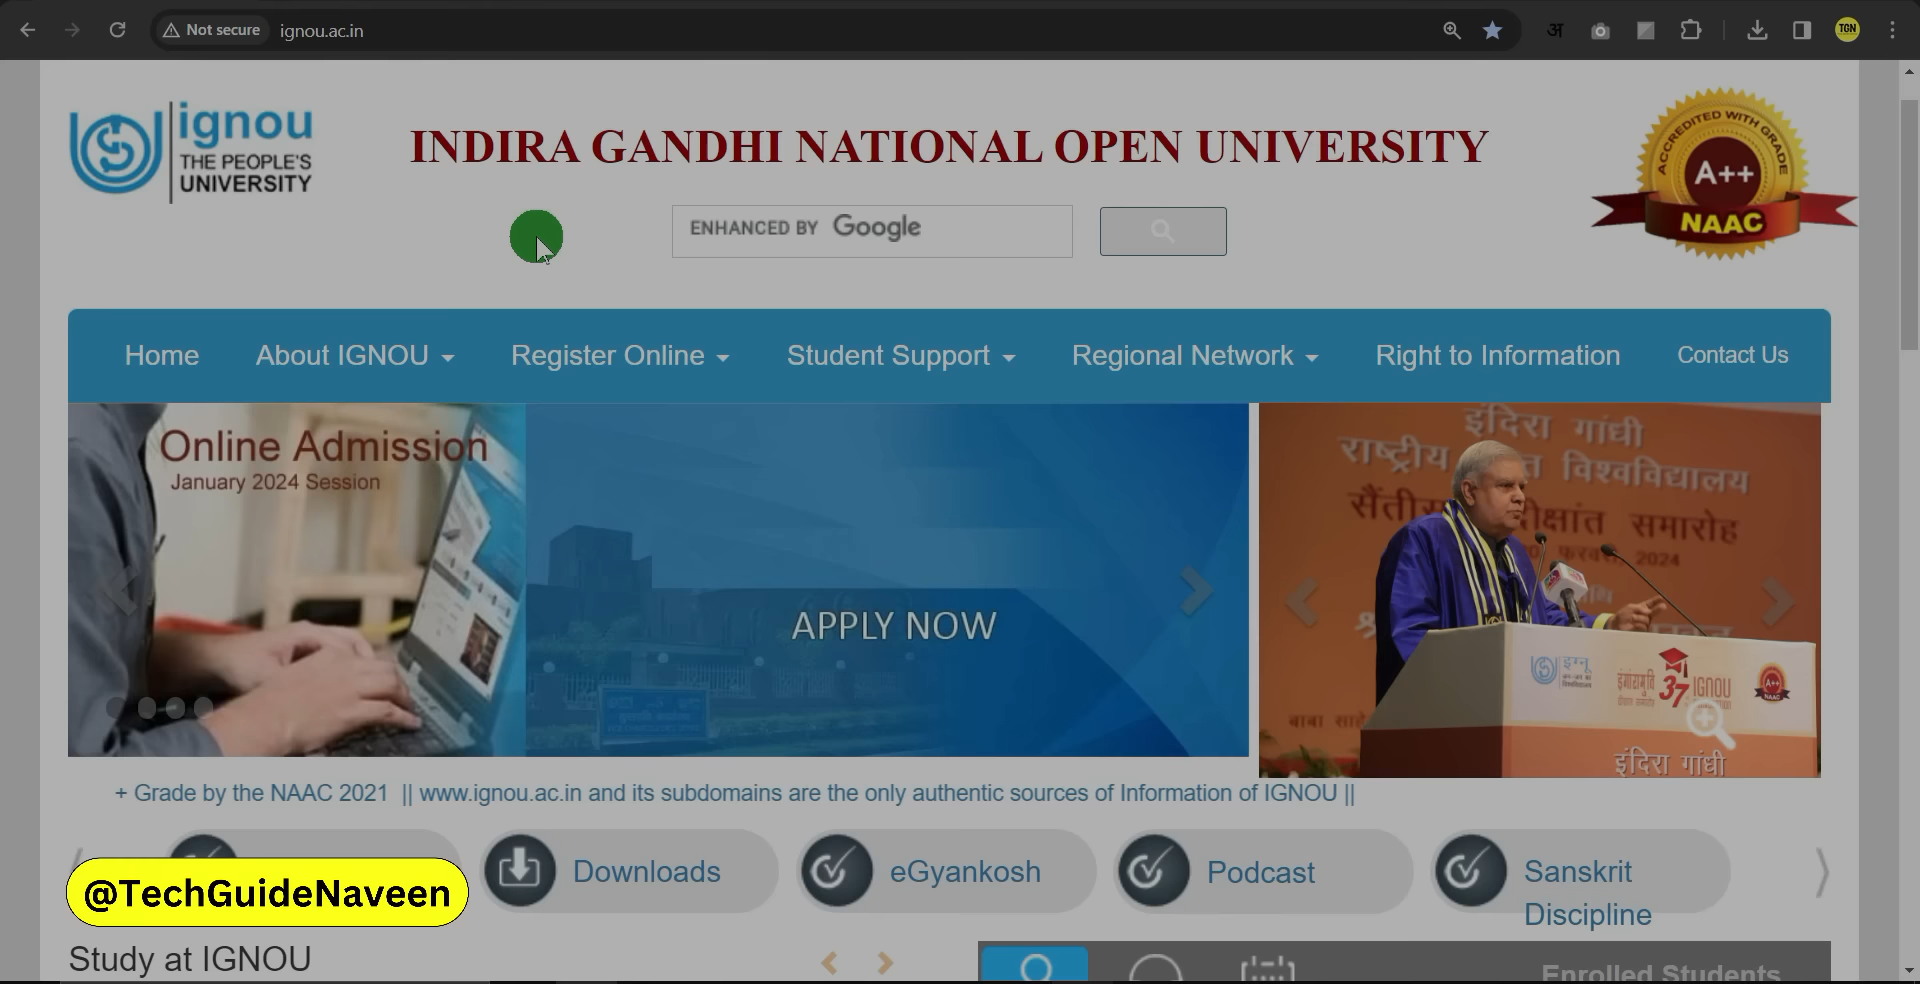 Not secure ignou.ac.in
TGN
ignou
THE PEOPLE'S
UNIVERSITY
INDIRA GANDHI NATIONAL OPEN UNIVERSITY
ACCREDITED WITH GRADE
A++
NAAC
ENHANCED BY Google
Home About IGNOU Register Online Student Support Regional Network Right to Information Contact Us
Online Admission
January 2024 Session
APPLY NOW
इंदिरा गांधी
राष्ट्रीय विश्वविद्यालय
समारोह
2024
इग्नू
37 IGNOU
A++
इंदिरा गांधी
+ Grade by the NAAC 2021 || www.ignou.ac.in and its subdomains are the only authentic sources of Information of IGNOU ||
Downloads eGyankosh Podcast Sanskrit
Discipline
@TechGuideNaveen
Study at IGNOU
Enrolled Students